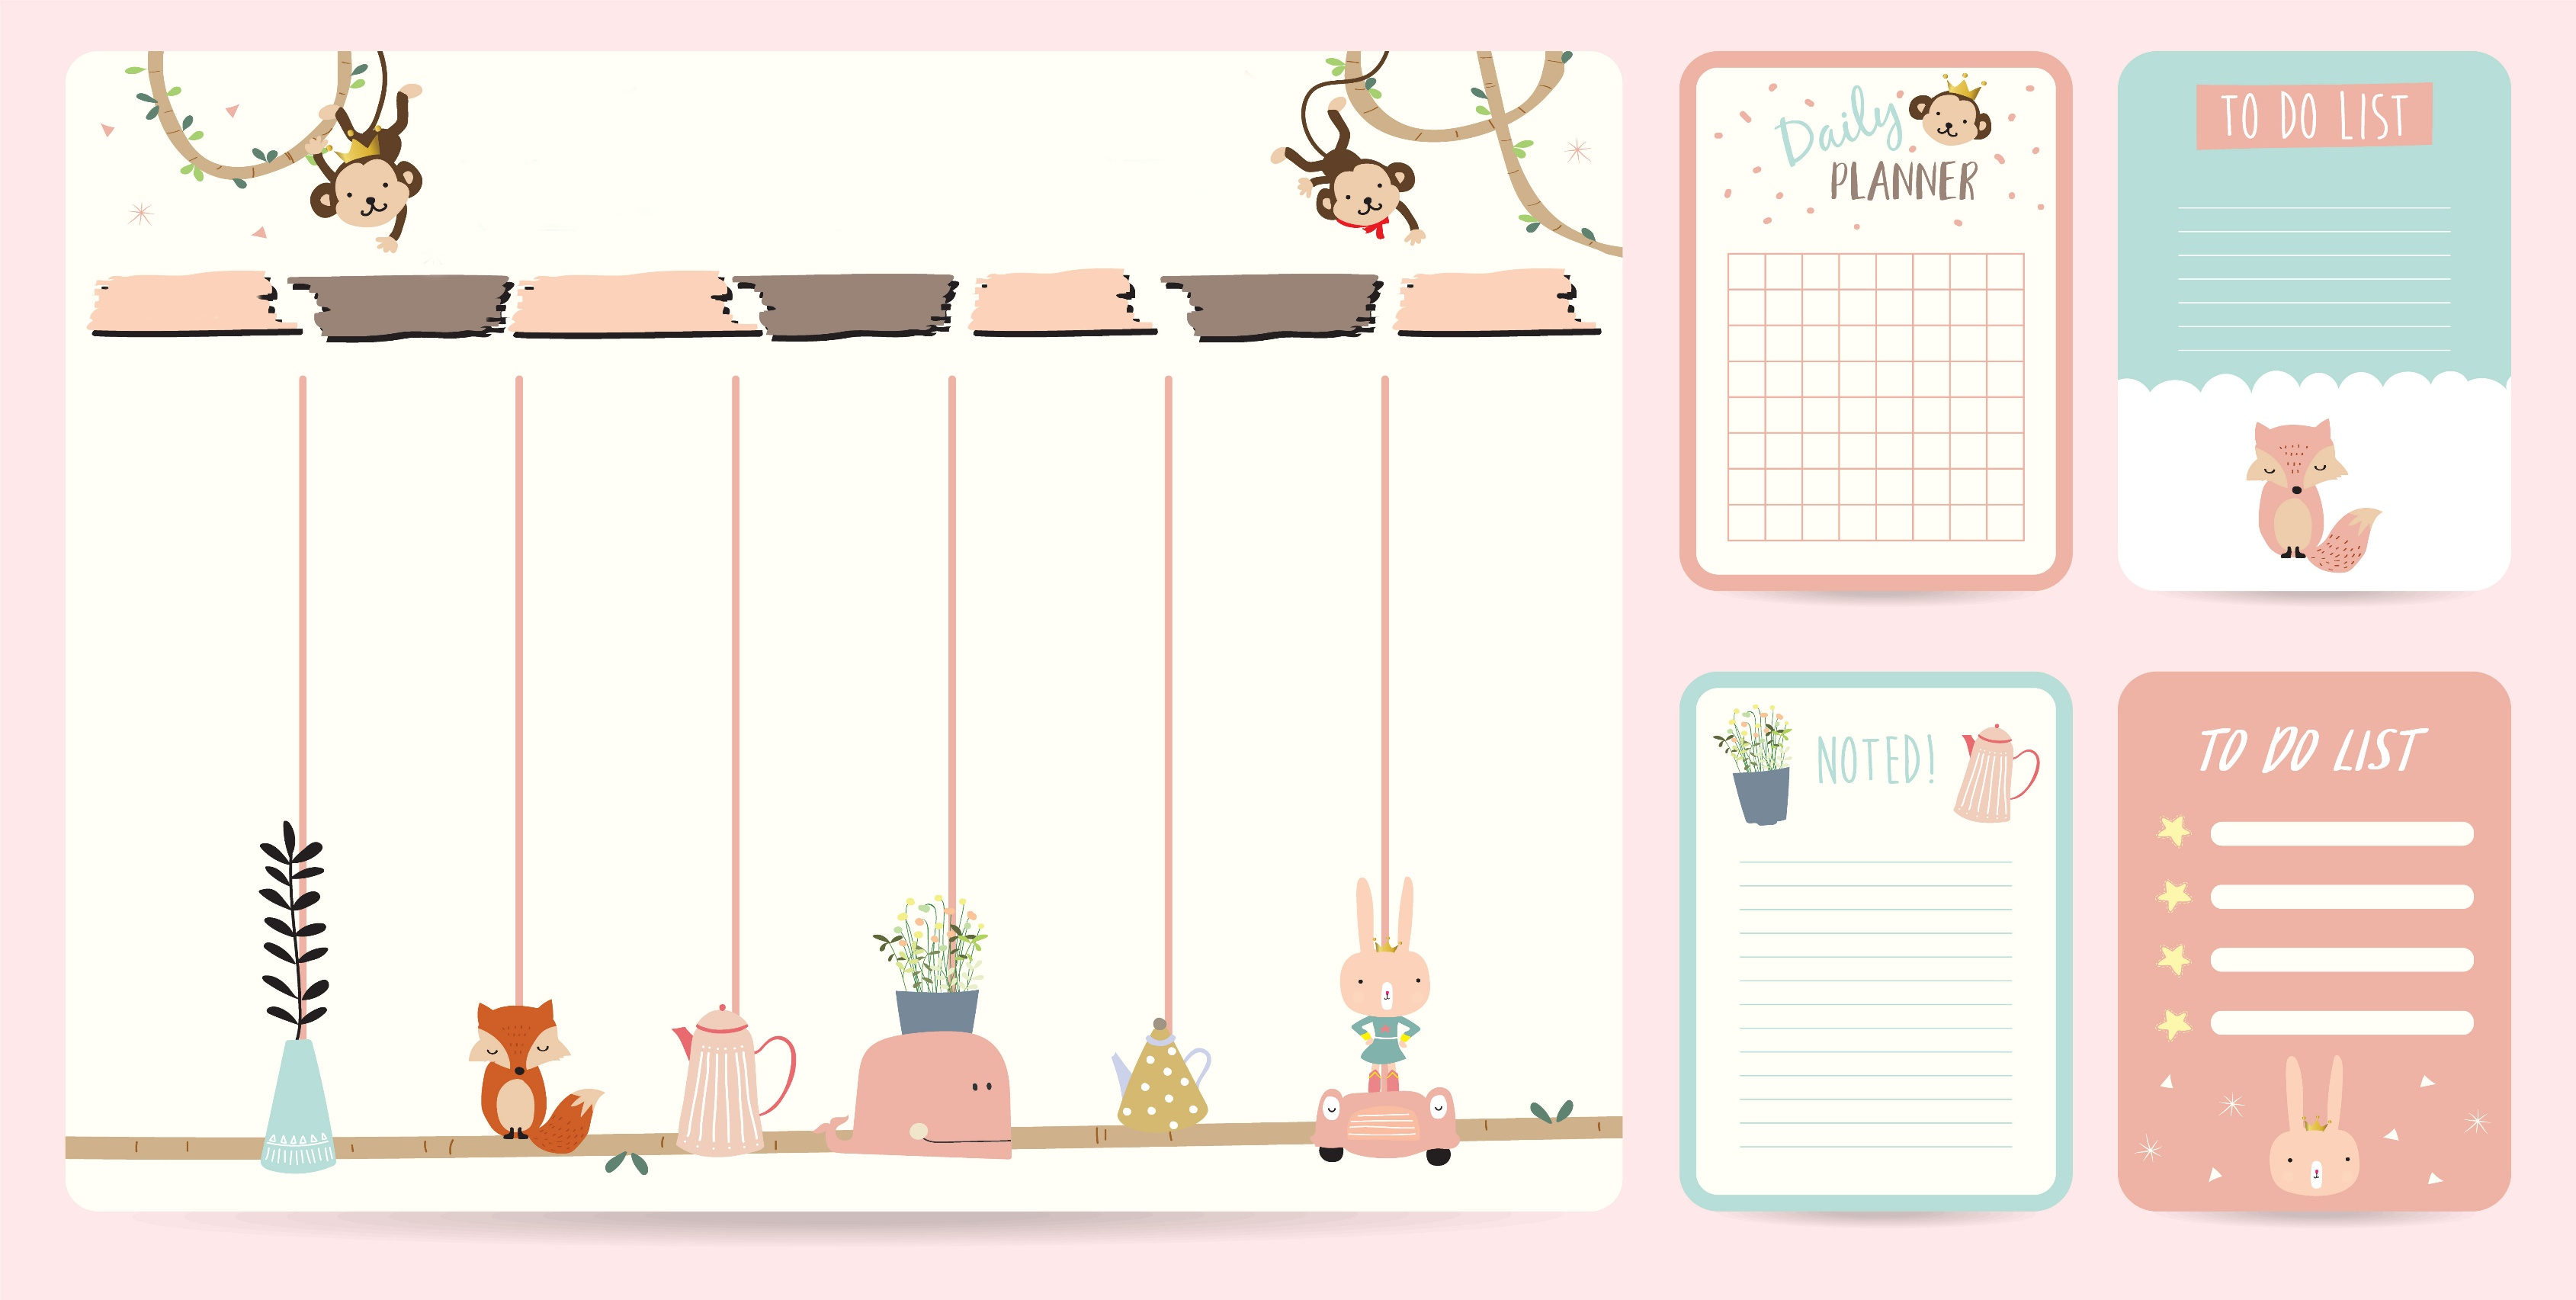 Daily
PLANNER
TO DO LIST
NOTED!
TO DO LIST